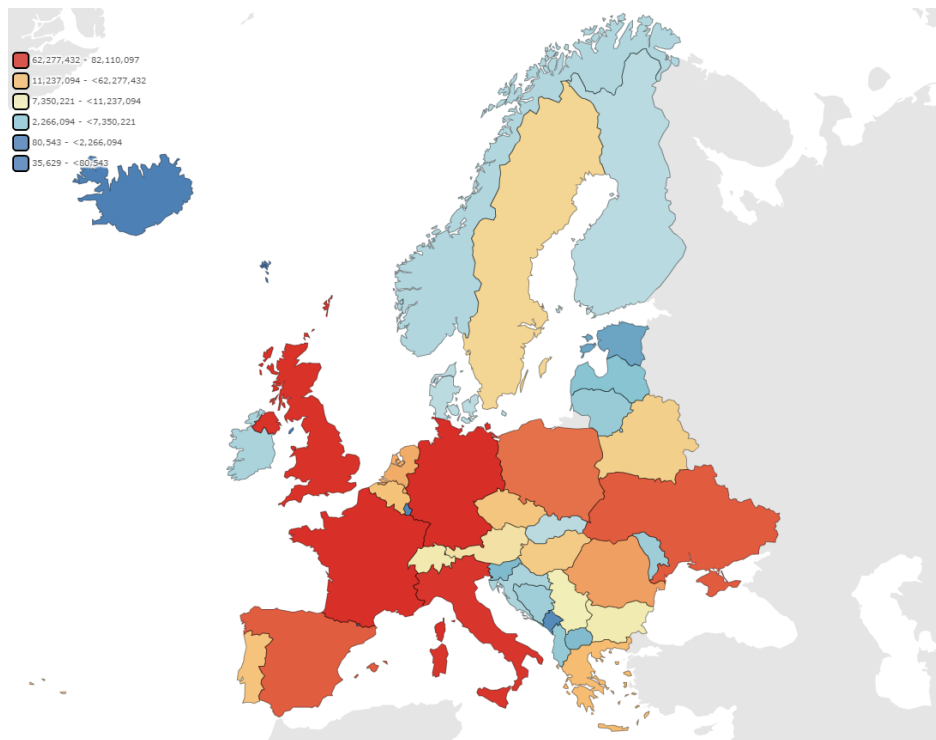 62,277,432 - 82,110,097
11,237,094 - <62,277,432
7,350,221 - <11,237,094
2,266,094 - <7,350,221
80,543 - <2,266,094
35,629 - <80,543